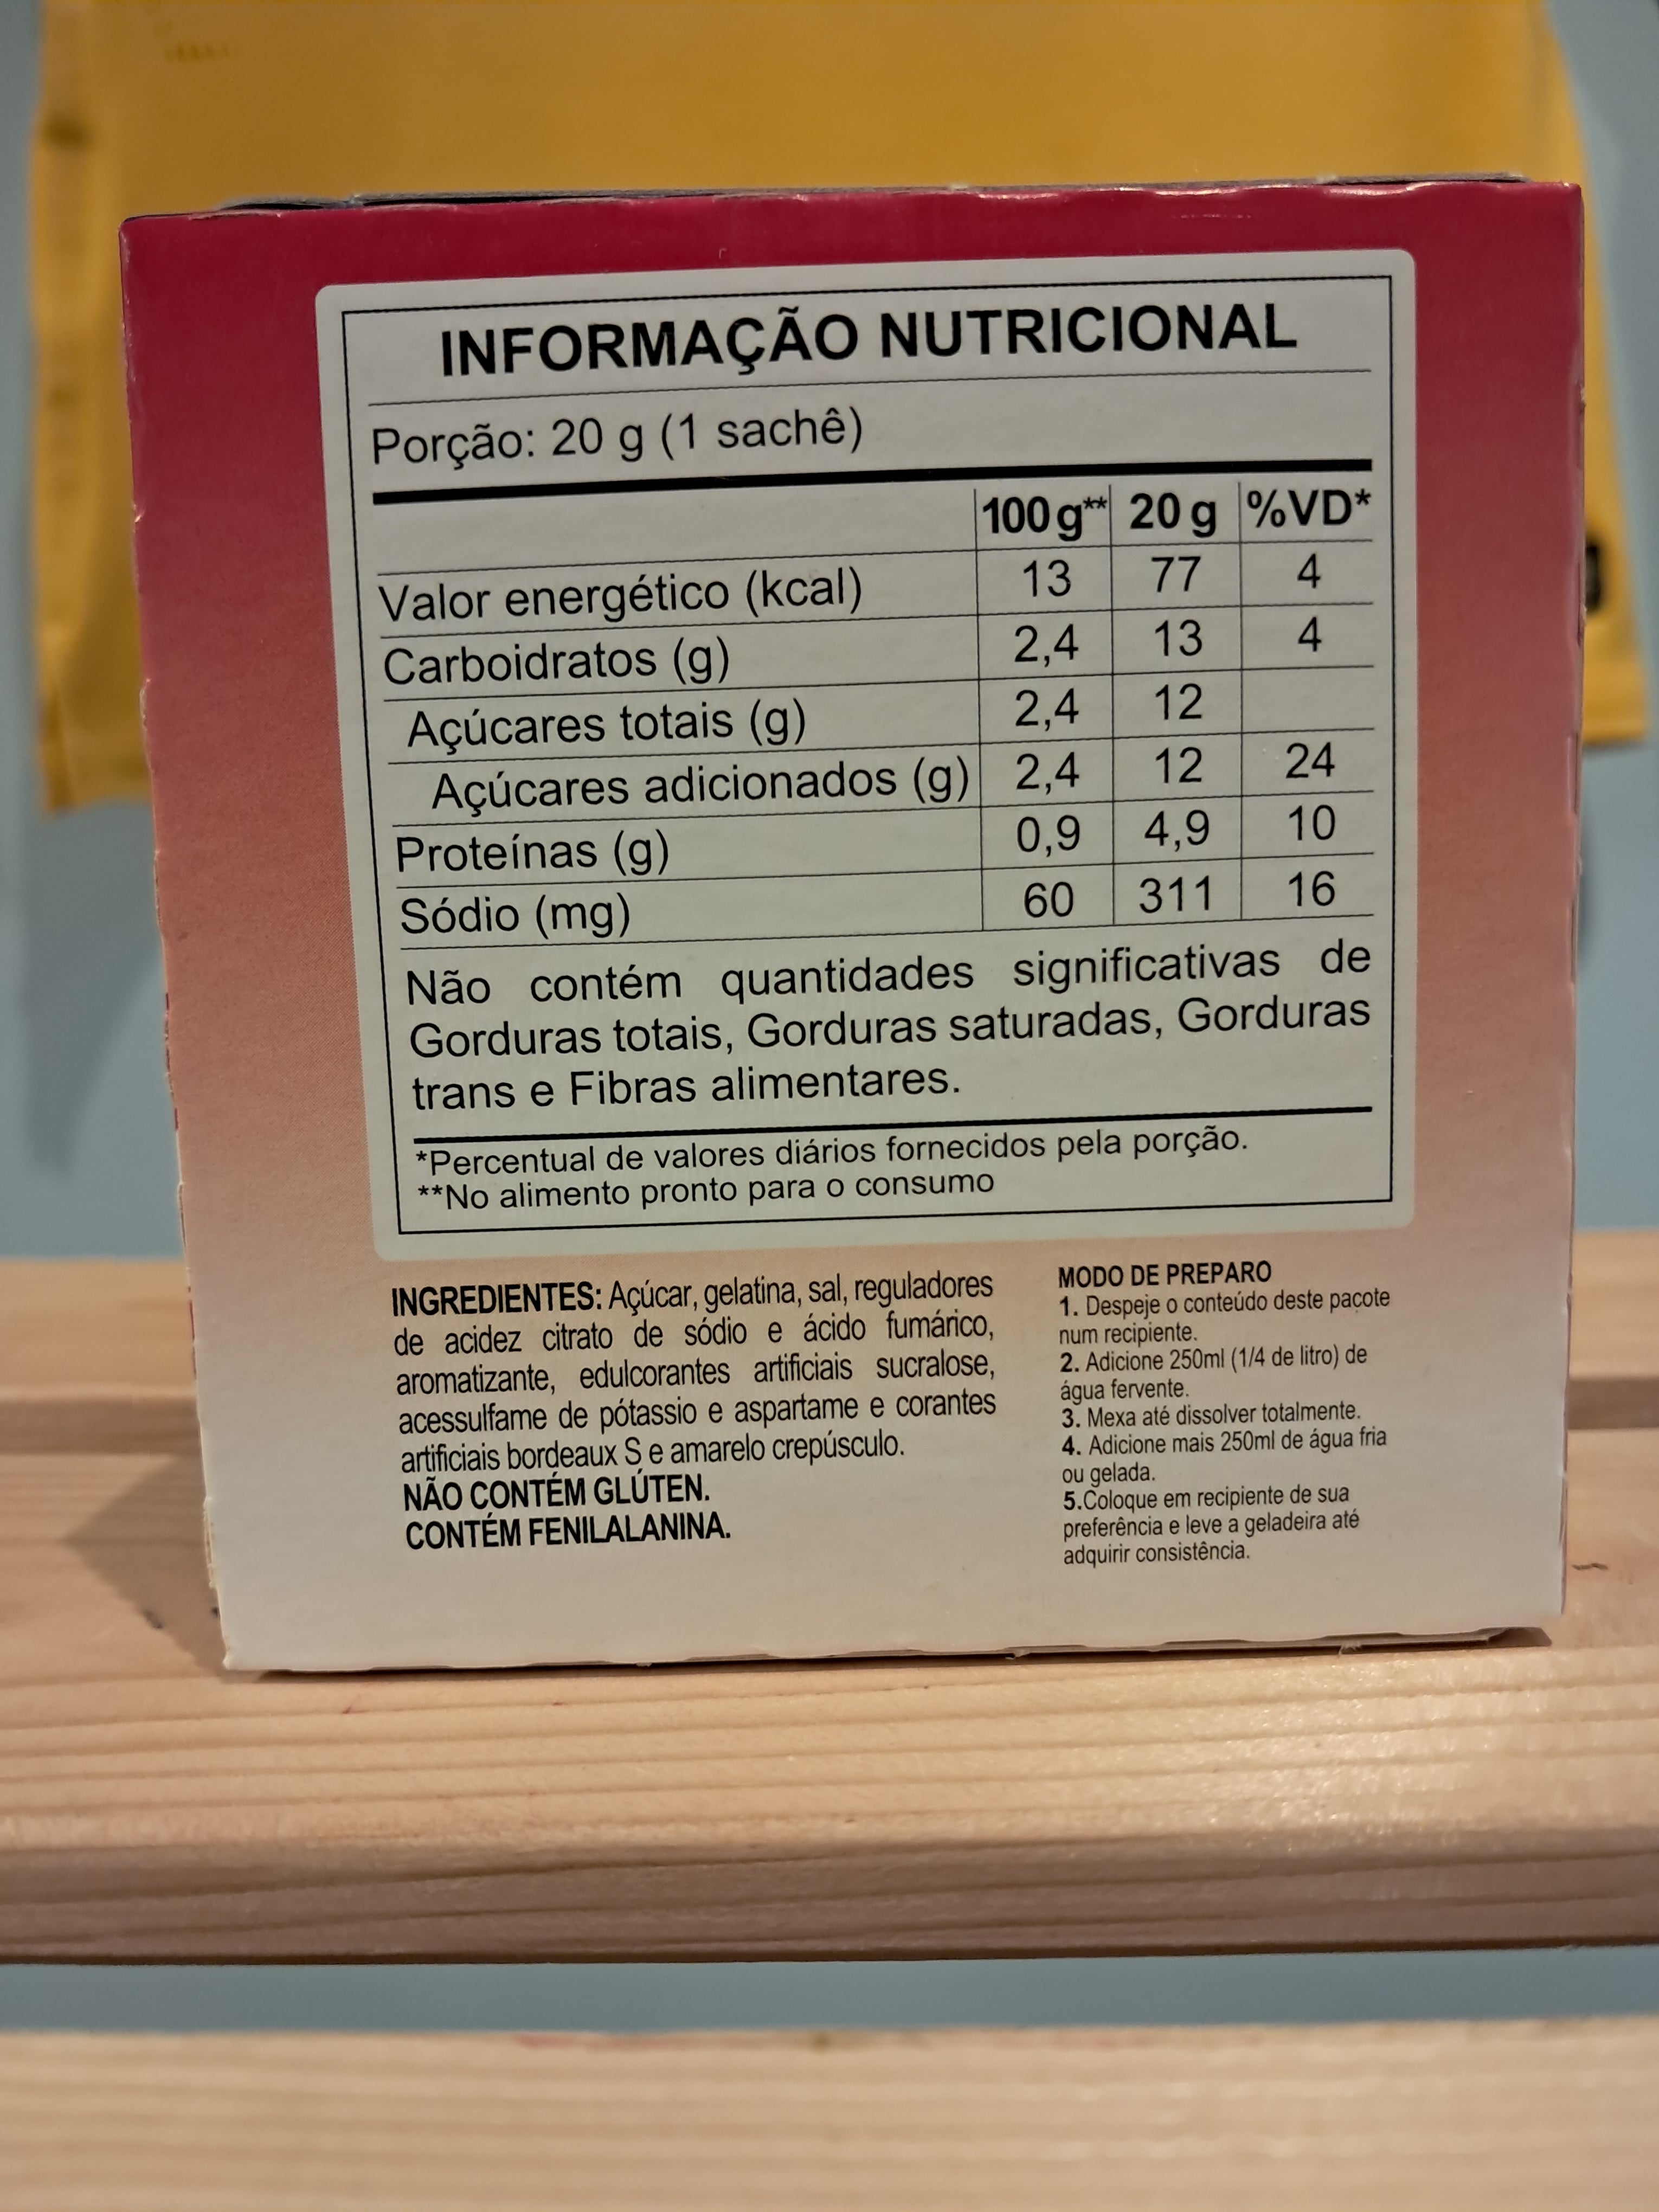 INFORMAÇÃO NUTRICIONAL
Porção: 20 g (1 sachê)
100 g** 20 g %VD*
Valor energético (kcal) 13 77 4
Carboidratos (g) 2,4 13 4
Açúcares totais (g) 2,4 12
Açúcares adicionados (g) 2,4 12 24
Proteínas (g) 0,9 4,9 10
Sódio (mg) 60 311 16
Não contém quantidades significativas de
Gorduras totais, Gorduras saturadas, Gorduras
trans e Fibras alimentares.
*Percentual de valores diários fornecidos pela porção.
**No alimento pronto para o consumo
INGREDIENTES: Açúcar, gelatina, sal, reguladores
de acidez citrato de sódio e ácido fumárico,
aromatizante, edulcorantes artificiais sucralose,
acessulfame de pótassio e aspartame e corantes
artificiais bordeaux S e amarelo crepúsculo.
NÃO CONTÉM GLÚTEN.
CONTÉM FENILALANINA.
MODO DE PREPARO
1. Despeje o conteúdo deste pacote
num recipiente.
2. Adicione 250ml (1/4 de litro) de
água fervente.
3. Mexa até dissolver totalmente.
4. Adicione mais 250ml de água fria
ou gelada.
5.Coloque em recipiente de sua
preferência e leve a geladeira até
adquirir consistência.